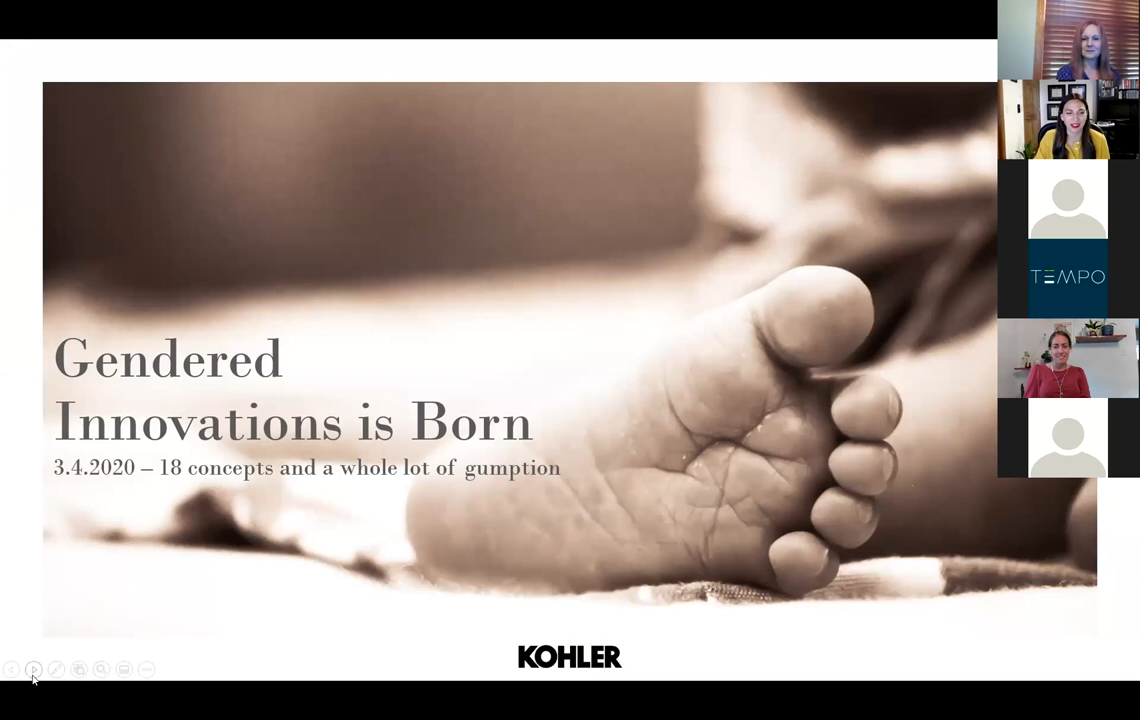 Gendered
Innovations is Born
3.4.2020 – 18 concepts and a whole lot of gumption
KOHLER
TEMPO